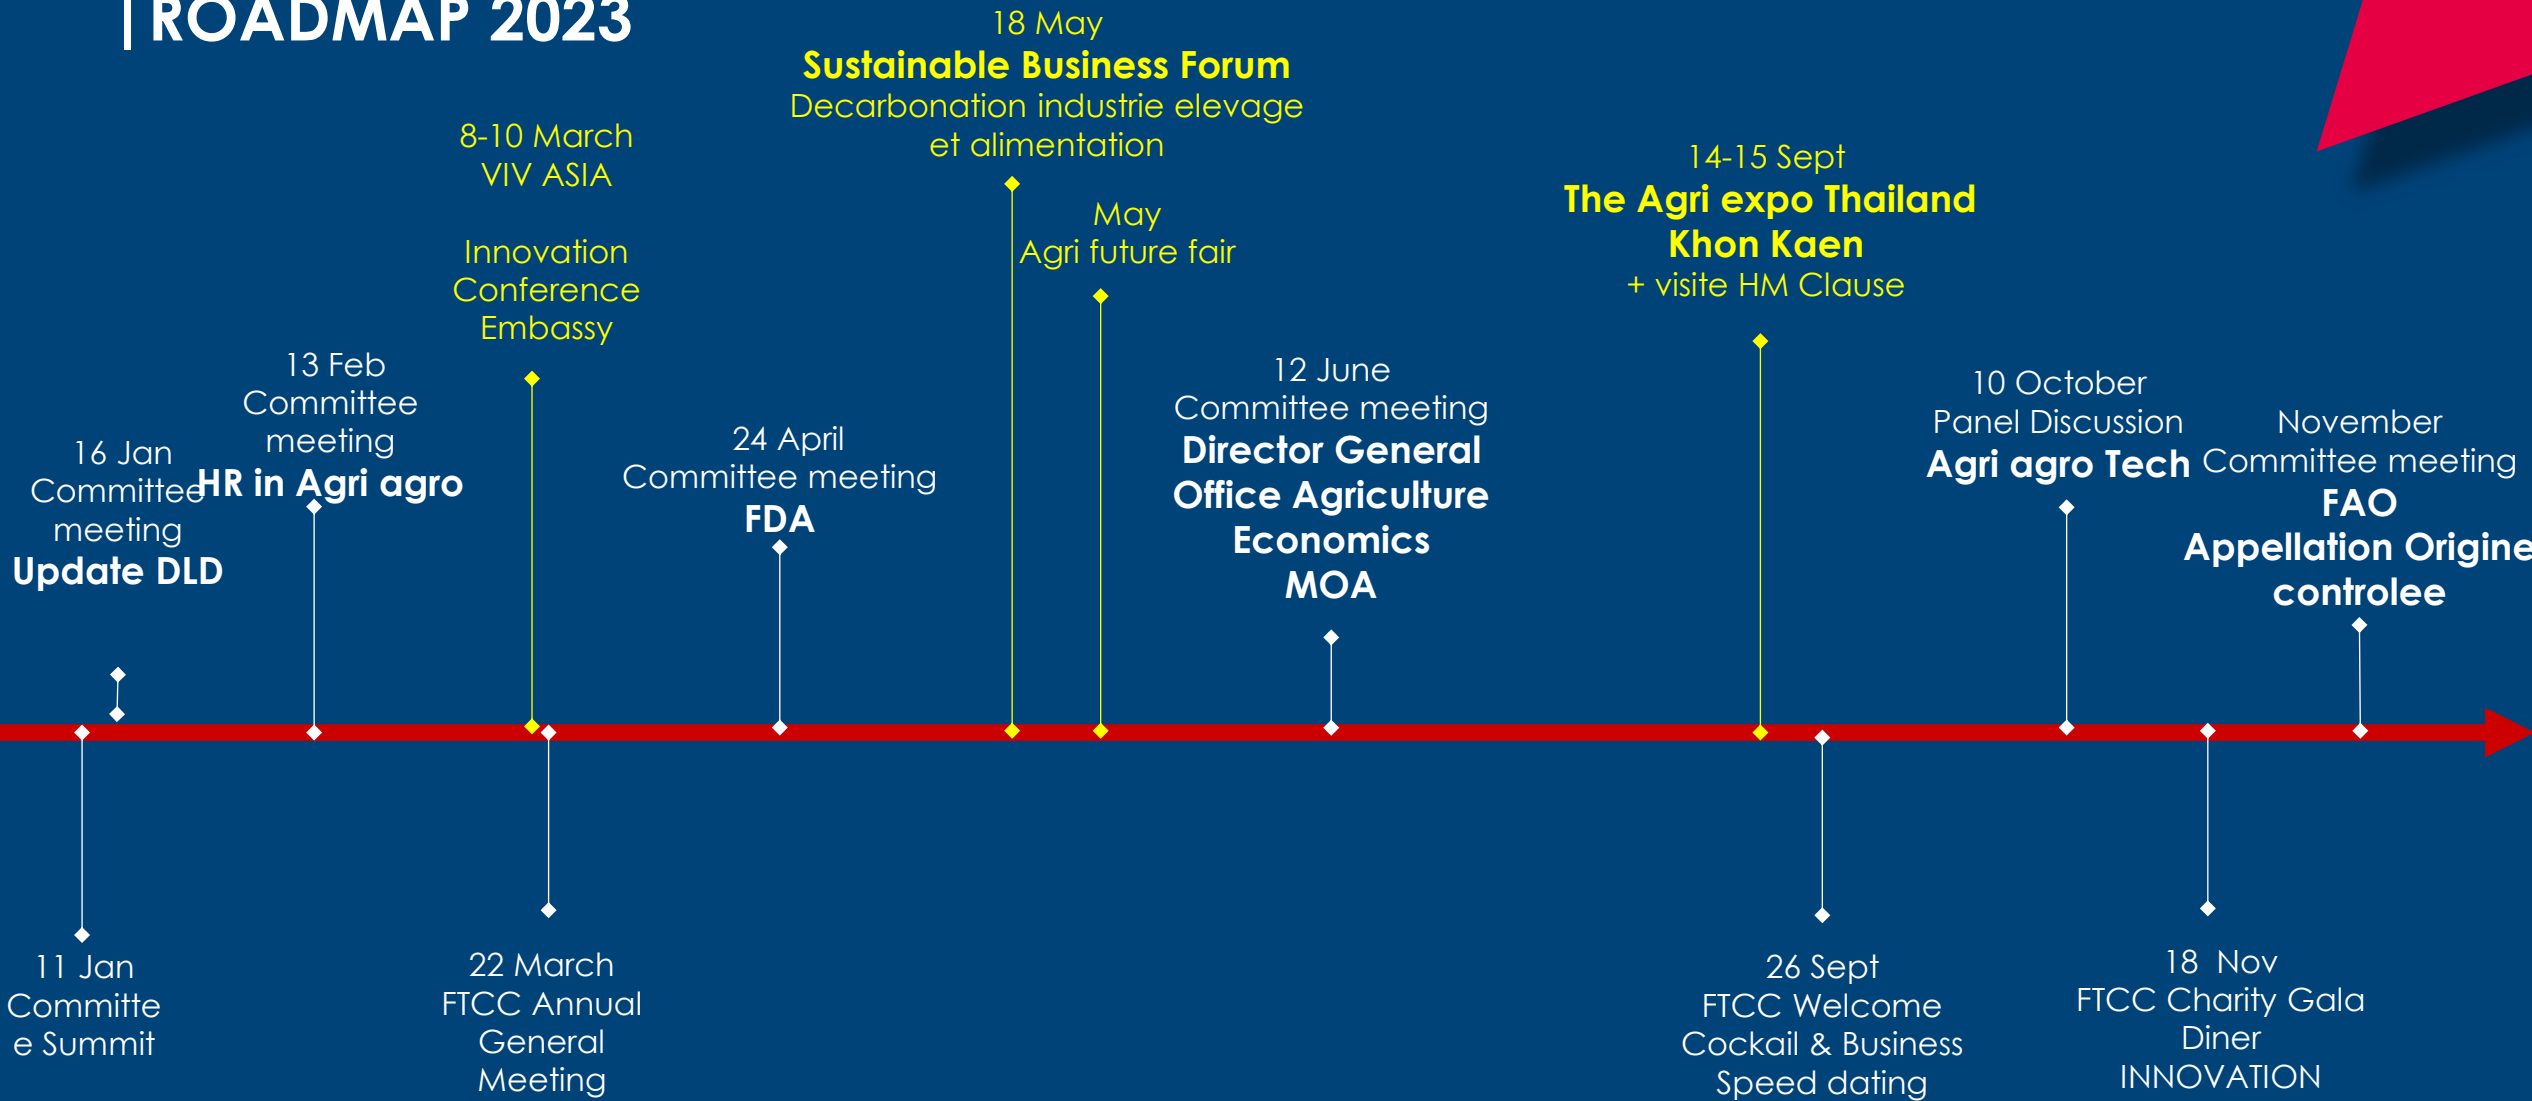 ROADMAP 2023
18 May
Sustainable Business Forum
Decarbonation industrie elevage
et alimentation
8-10 March
VIV ASIA
Innovation
Conference
Embassy
May
Agri future fair
14-15 Sept
The Agri expo Thailand
Khon Kaen
+ visite HM Clause
16 Jan
Committee
meeting
Update DLD
13 Feb
Committee
meeting
HR in Agri agro
24 April
Committee meeting
FDA
12 June
Committee meeting
Director General
Office Agriculture
Economics
MOA
10 October
Panel Discussion
Agri agro Tech
November
Committee meeting
FAO
Appellation Origine
controlee
11 Jan
Committe
e Summit
22 March
FTCC Annual
General
Meeting
26 Sept
FTCC Welcome
Cockail & Business
Speed dating
18 Nov
FTCC Charity Gala
Diner
INNOVATION